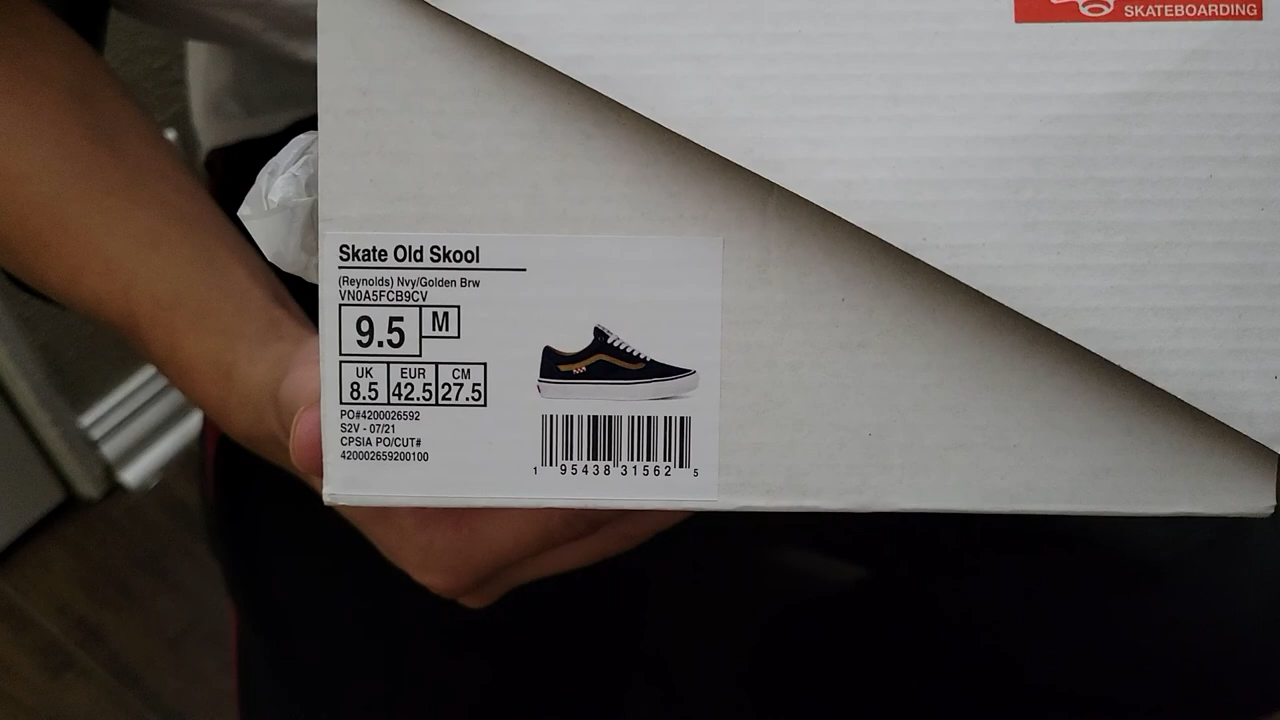 SKATEBOARDING
Skate Old Skool
(Reynolds) Nvy/Golden Brw
VN0A5FCB9CV
9.5 M
UK EUR CM
8.5 42.5 27.5
PO#4200026592
S2V - 07/21
CPSIA PO/CUT#
420002659200100
1 95438 31562 5